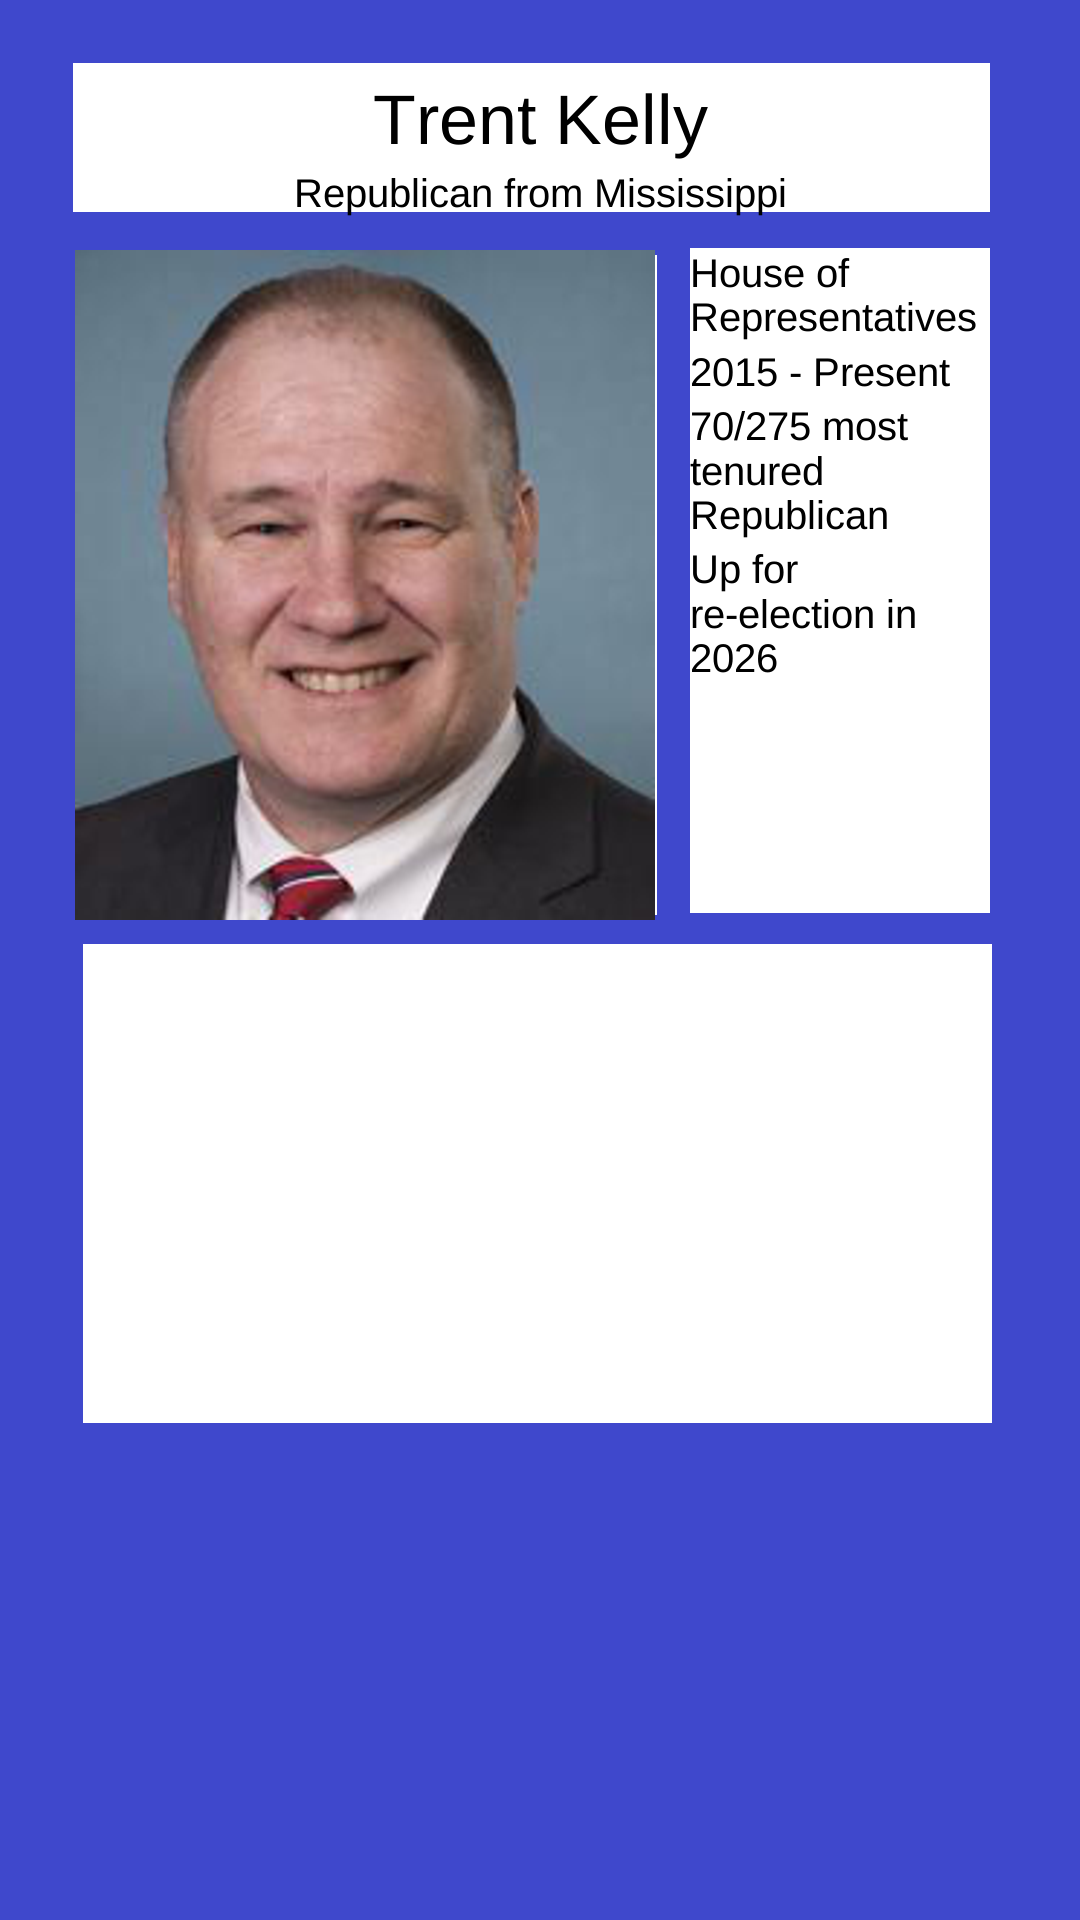 Trent Kelly
Republican from Mississippi
House of
Representatives
2015 - Present
70/275 most
tenured
Republican
Up for
re-election in
2026